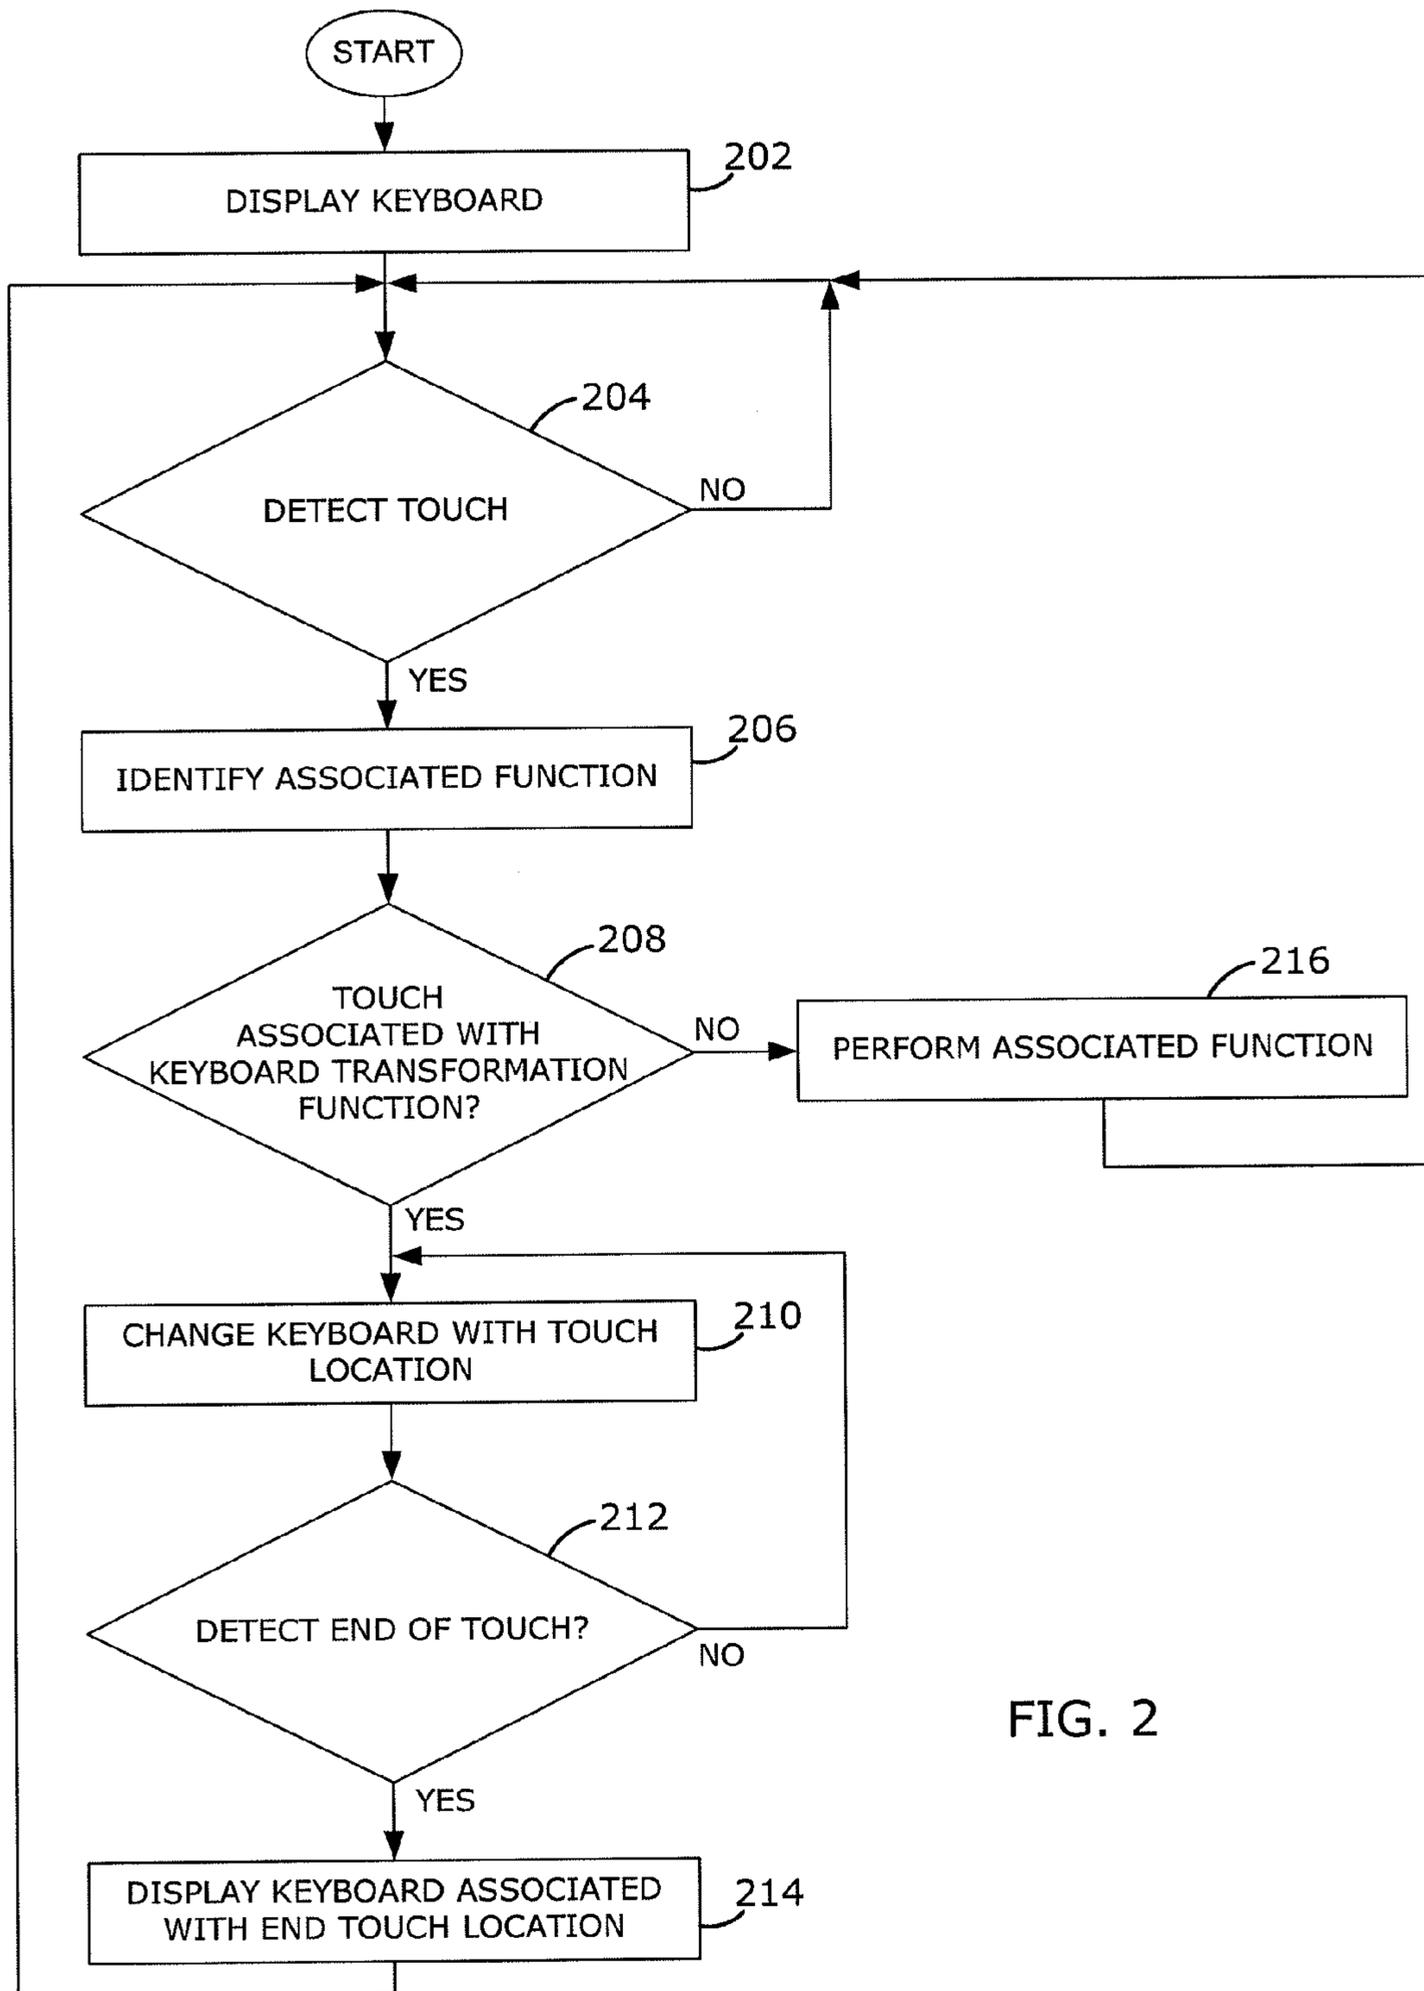 START
202
DISPLAY KEYBOARD
204
DETECT TOUCH
NO
YES
206
IDENTIFY ASSOCIATED FUNCTION
208
TOUCH
ASSOCIATED WITH
KEYBOARD TRANSFORMATION
FUNCTION?
NO
216
PERFORM ASSOCIATED FUNCTION
YES
210
CHANGE KEYBOARD WITH TOUCH
LOCATION
212
DETECT END OF TOUCH?
NO
YES
214
DISPLAY KEYBOARD ASSOCIATED
WITH END TOUCH LOCATION
FIG. 2